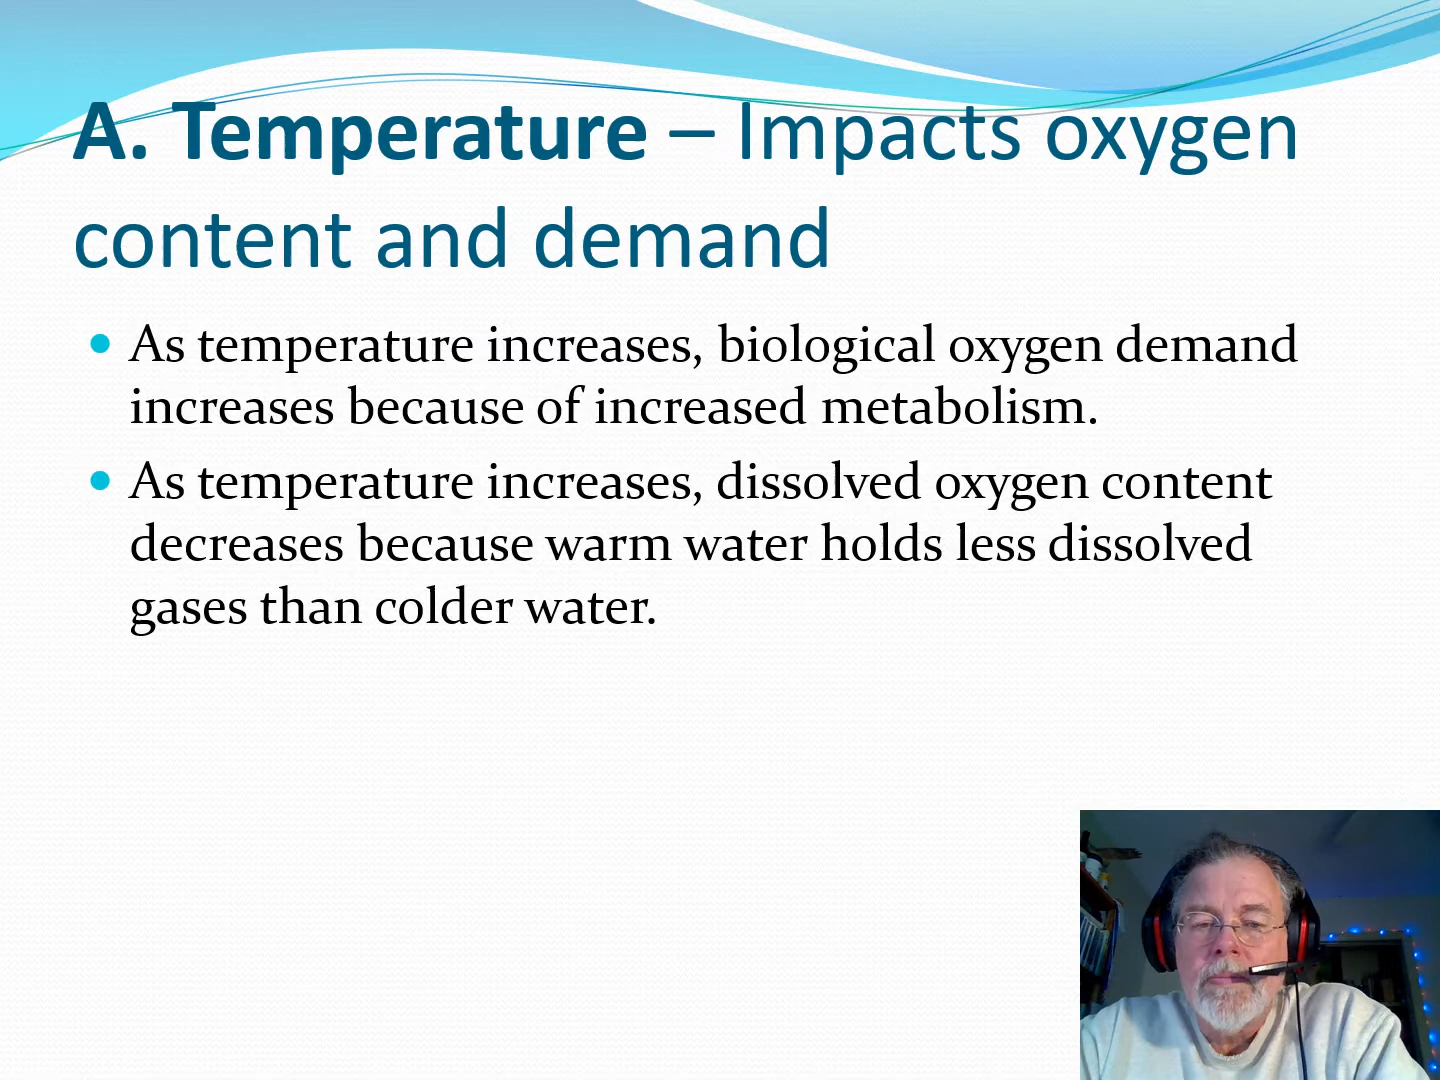 A. Temperature – Impacts oxygen
content and demand
• As temperature increases, biological oxygen demand
increases because of increased metabolism.
• As temperature increases, dissolved oxygen content
decreases because warm water holds less dissolved
gases than colder water.